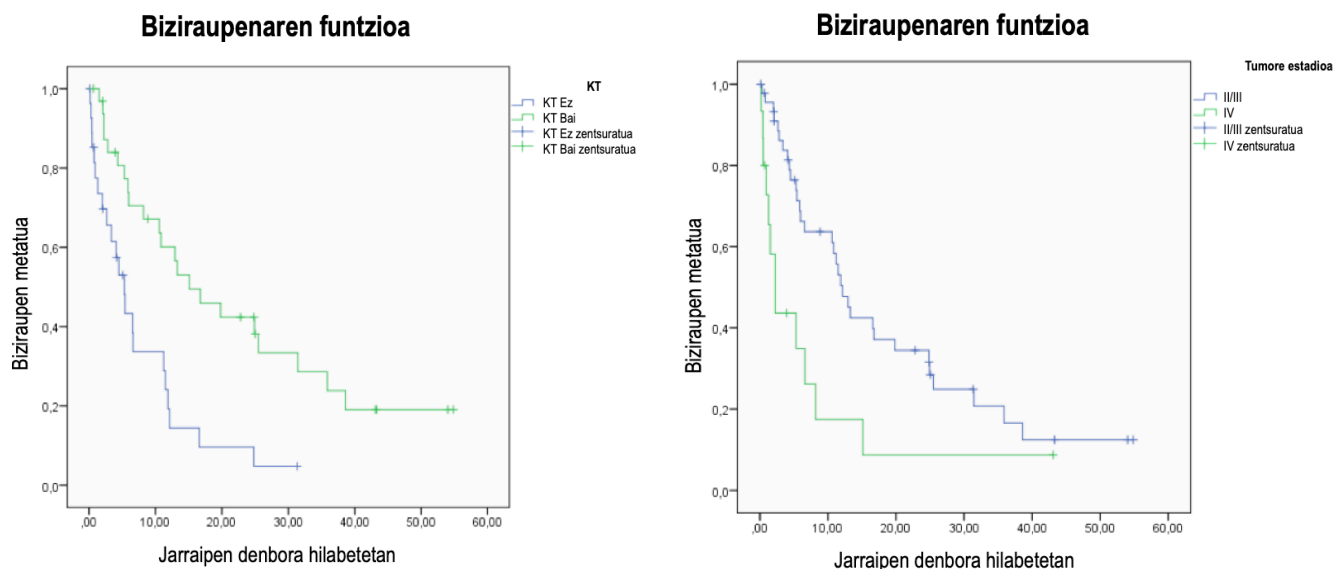 Biziraupenaren funtzioa
KT
KT Ez
KT Bai
KT Ez zentsuratua
KT Bai zentsuratua
Biziraupen metatua
1,0
0,8
0,6
0,4
0,2
0,0
,00 10,00 20,00 30,00 40,00 50,00 60,00
Jarraipen denbora hilabetetan
Biziraupenaren funtzioa
Tumore estadioa
II/III
IV
II/III zentsuratua
IV zentsuratua
Biziraupen metatua
1,0
0,8
0,6
0,4
0,2
0,0
,00 10,00 20,00 30,00 40,00 50,00 60,00
Jarraipen denbora hilabetetan